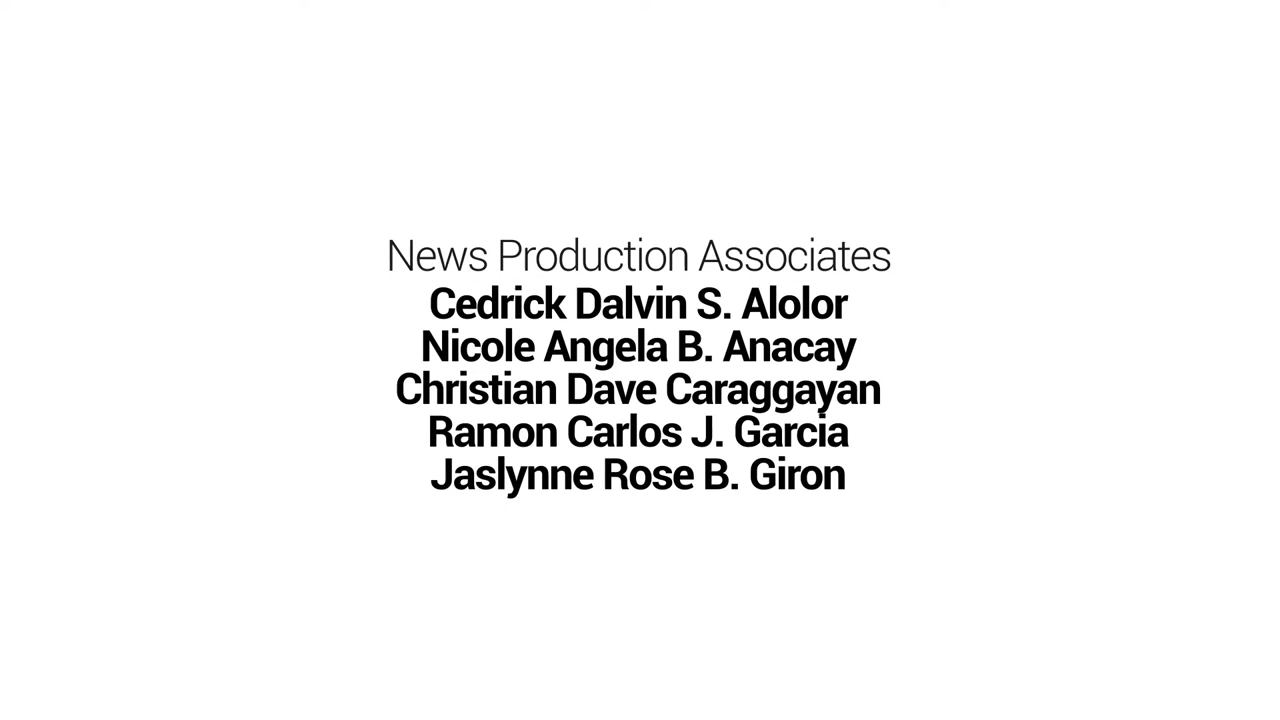 News Production Associates
Cedrick Dalvin S. Alolor
Nicole Angela B. Anacay
Christian Dave Caraggayan
Ramon Carlos J. Garcia
Jaslynne Rose B. Giron